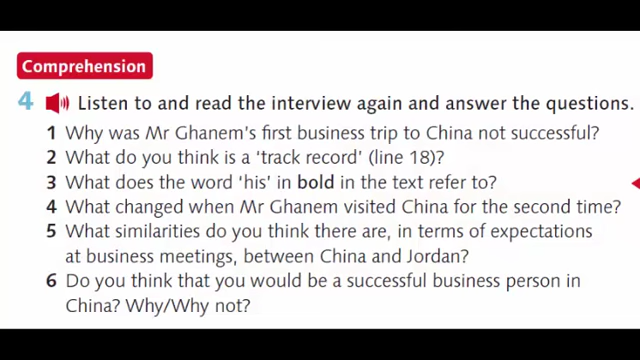 Comprehension
4 Listen to and read the interview again and answer the questions.
1 Why was Mr Ghanem's first business trip to China not successful?
2 What do you think is a 'track record' (line 18)?
3 What does the word 'his' in bold in the text refer to?
4 What changed when Mr Ghanem visited China for the second time?
5 What similarities do you think there are, in terms of expectations
at business meetings, between China and Jordan?
6 Do you think that you would be a successful business person in
China? Why/Why not?